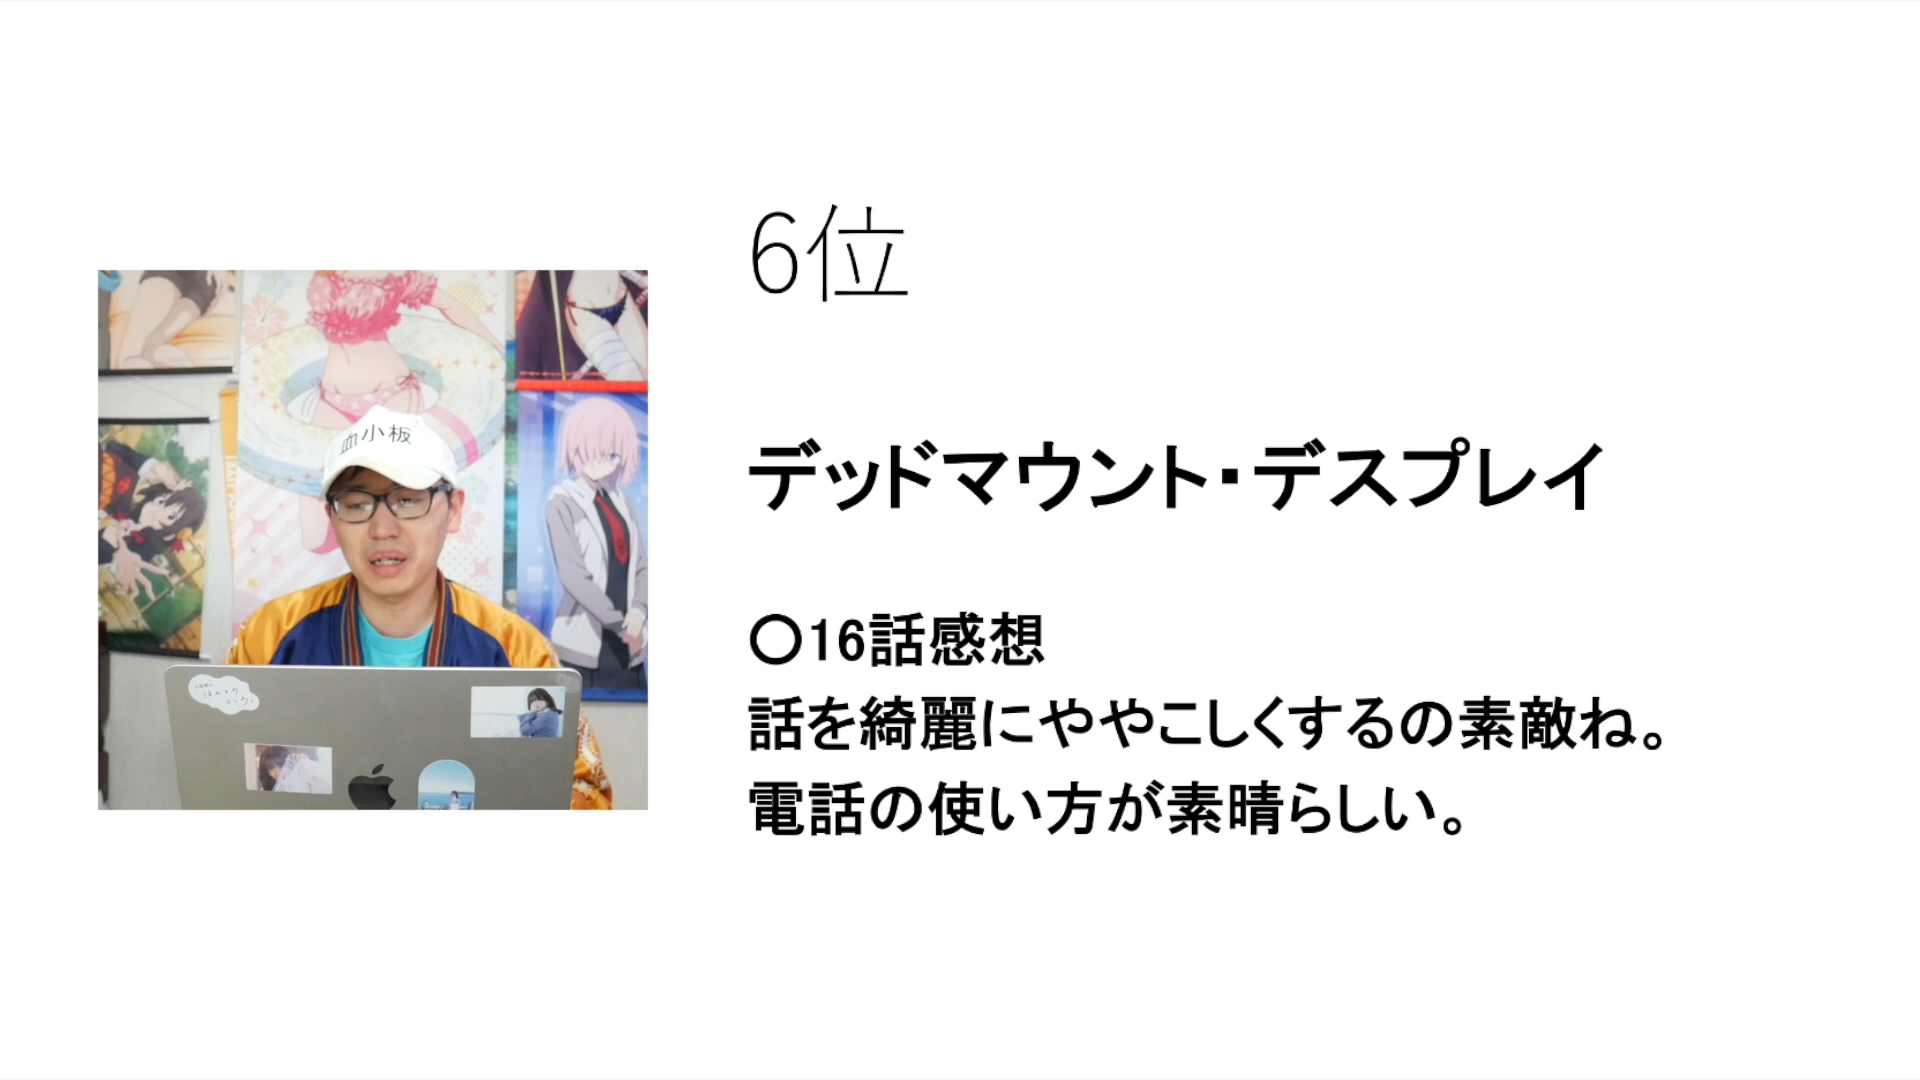 6位
デッドマウント・デスプレイ
〇16話感想
話を綺麗にややこしくするの素敵ね。
電話の使い方が素晴らしい。
血小板